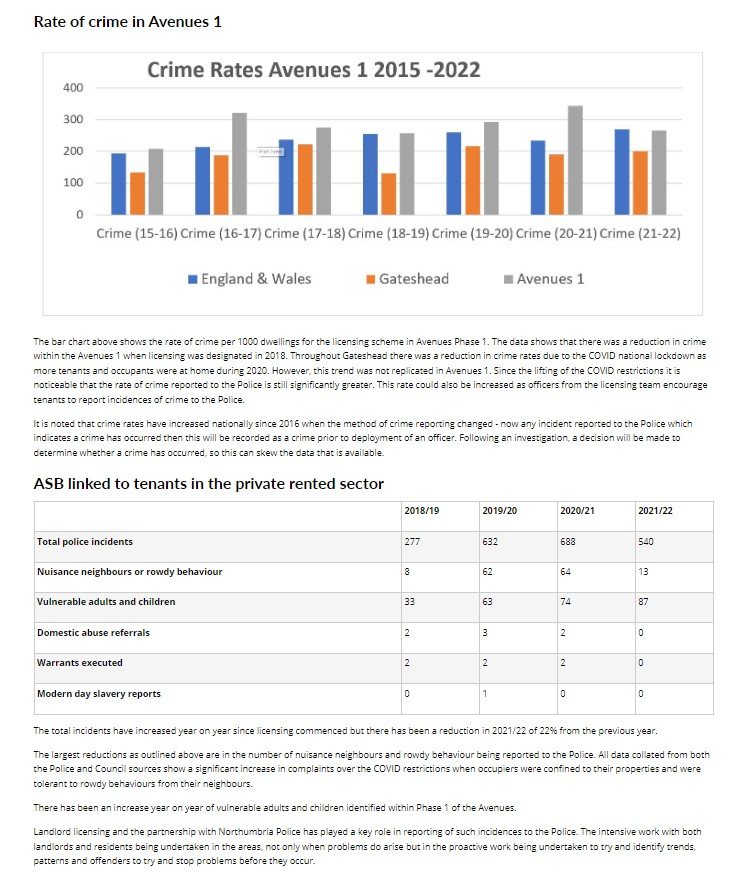 Rate of crime in Avenues 1
Crime Rates Avenues 1 2015 -2022
400
300
200
100
0
Crime (15-16) Crime (16-17) Crime (17-18) Crime (18-19) Crime (19-20) Crime (20-21) Crime (21-22)
England & Wales Gateshead Avenues 1
The bar chart above shows the rate of crime per 1000 dwellings for the licensing scheme in Avenues Phase 1. The data shows that there was a reduction in crime
within the Avenues 1 when licensing was designated in 2018. Throughout Gateshead there was a reduction in crime rates due to the COVID national lockdown as
more tenants and occupants were at home during 2020. However, this trend was not replicated in Avenues 1. Since the lifting of the COVID restrictions it is
noticeable that the rate of crime reported to the Police is still significantly greater. This rate could also be increased as officers from the licensing team encourage
tenants to report incidences of crime to the Police.
It is noted that crime rates have increased nationally since 2016 when the method of crime reporting changed - now any incident reported to the Police which
indicates a crime has occurred then this will be recorded as a crime prior to deployment of an officer. Following an investigation, a decision will be made to
determine whether a crime has occurred, so this can skew the data that is available.
ASB linked to tenants in the private rented sector
2018/19 2019/20 2020/21 2021/22
Total police incidents 277 632 688 540
Nuisance neighbours or rowdy behaviour 8 62 64 13
Vulnerable adults and children 33 63 74 87
Domestic abuse referrals 2 3 2 0
Warrants executed 2 2 2 0
Modern day slavery reports 0 1 0 0
The total incidents have increased year on year since licensing commenced but there has been a reduction in 2021/22 of 22% from the previous year.
The largest reductions as outlined above are in the number of nuisance neighbours and rowdy behaviour being reported to the Police. All data collated from both
the Police and Council sources show a significant increase in complaints over the COVID restrictions when occupiers were confined to their properties and were
tolerant to rowdy behaviours from their neighbours.
There has been an increase year on year of vulnerable adults and children identified within Phase 1 of the Avenues.
Landlord licensing and the partnership with Northumbria Police has played a key role in reporting of such incidences to the Police. The intensive work with both
landlords and residents being undertaken in the areas, not only when problems do arise but in the proactive work being undertaken to try and identify trends,
patterns and offenders to try and stop problems before they occur.